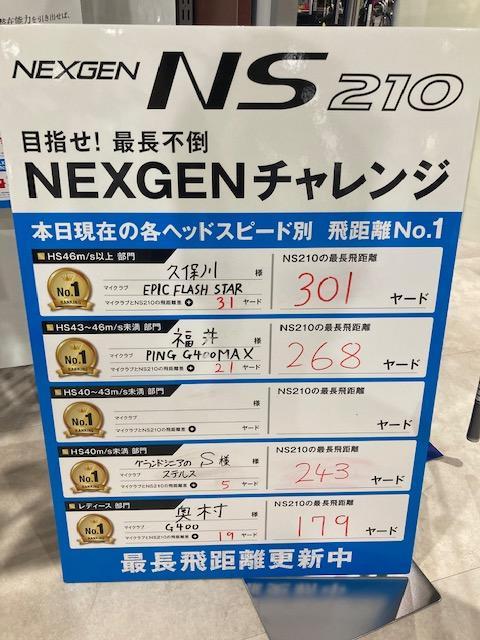 NEXGEN NS 210
目指せ! 最長不倒
NEXGENチャレンジ
本日現在の各ヘッドスピード別 飛距離No.1
HS46m/s以上 部門
No.1
RANKING
久保川 様
マイクラブ EPIC FLASH STAR
マイクラブとNS210の飛距離差 + 31 ヤード
NS210の最長飛距離
301
ヤード
HS43~46m/s未満 部門
No.1
RANKING
福井 様
マイクラブ PING G400MAX
マイクラブとNS210の飛距離差 + 21 ヤード
NS210の最長飛距離
268
ヤード
HS40~43m/s未満 部門
No.1
RANKING
様
マイクラブ
マイクラブとNS210の飛距離差 + ヤード
NS210の最長飛距離
ヤード
HS40m/s未満 部門
No.1
RANKING
グランドシニアの S様 様
マイクラブ ステルス
マイクラブとNS210の飛距離差 + 5 ヤード
NS210の最長飛距離
243
ヤード
レディース 部門
No.1
RANKING
奥村 様
マイクラブ G400
マイクラブとNS210の飛距離差 + 19 ヤード
NS210の最長飛距離
179
ヤード
最長飛距離更新中